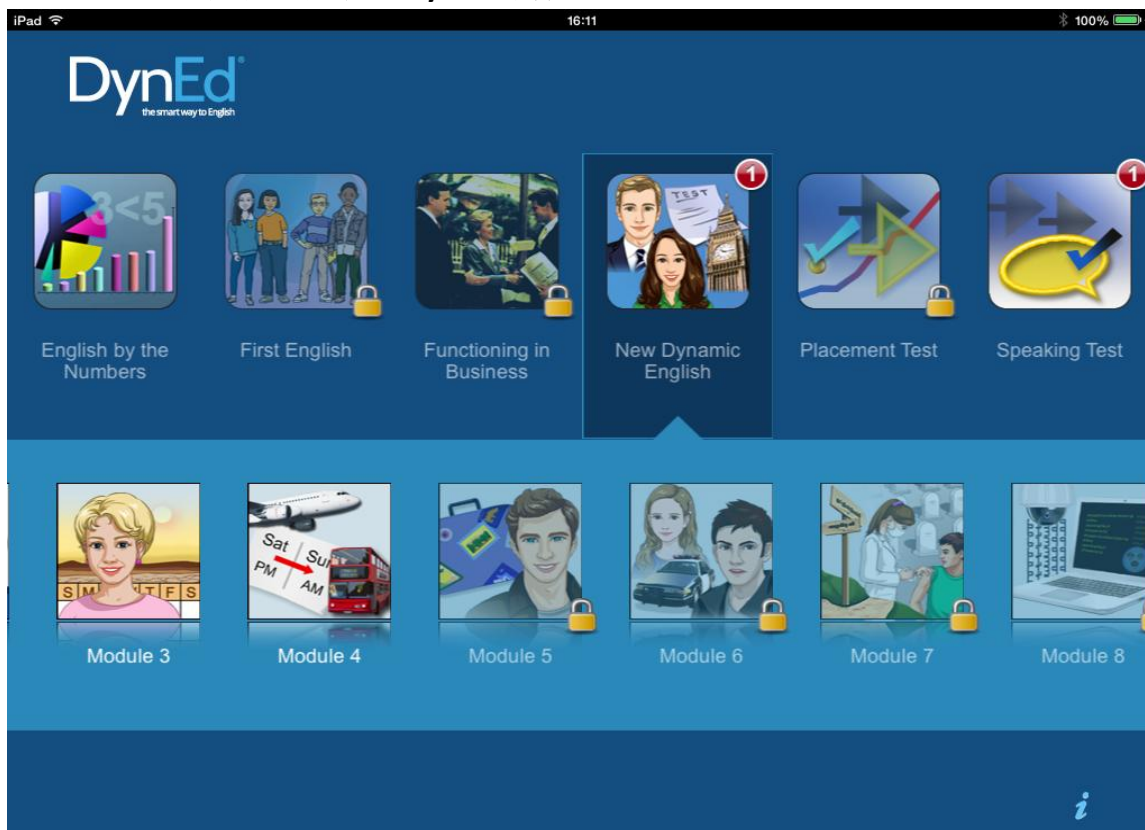 iPad 16:11 100%
DynEd
the smart way to English
3<5
TEST
1
1
English by the
Numbers
First English
Functioning in
Business
New Dynamic
English
Placement Test
Speaking Test
S M T F S
Sat Sun
PM AM
Module 3
Module 4
Module 5
Module 6
Module 7
Module 8
i